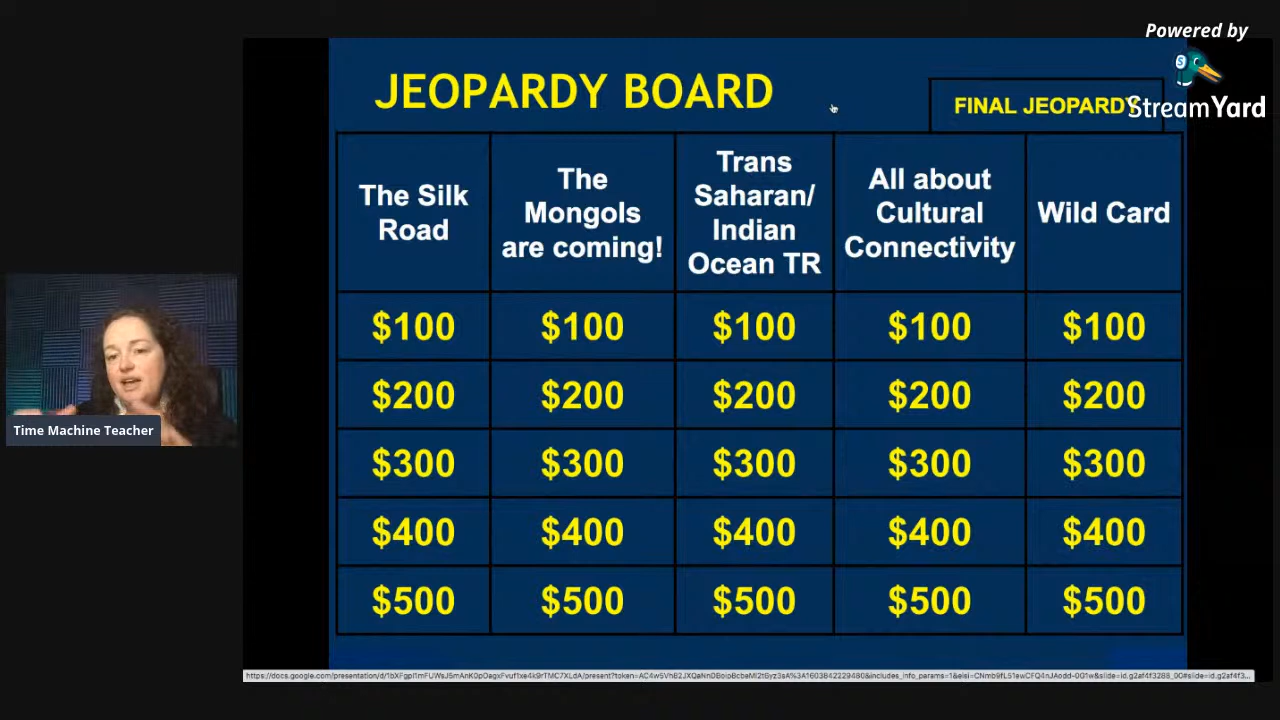 Powered by
StreamYard
JEOPARDY BOARD
FINAL JEOPARDY
The Silk
Road
The
Mongols
are coming!
Trans
Saharan/
Indian
Ocean TR
All about
Cultural
Connectivity
Wild Card
$100 $100 $100 $100 $100
$200 $200 $200 $200 $200
$300 $300 $300 $300 $300
$400 $400 $400 $400 $400
$500 $500 $500 $500 $500
Time Machine Teacher